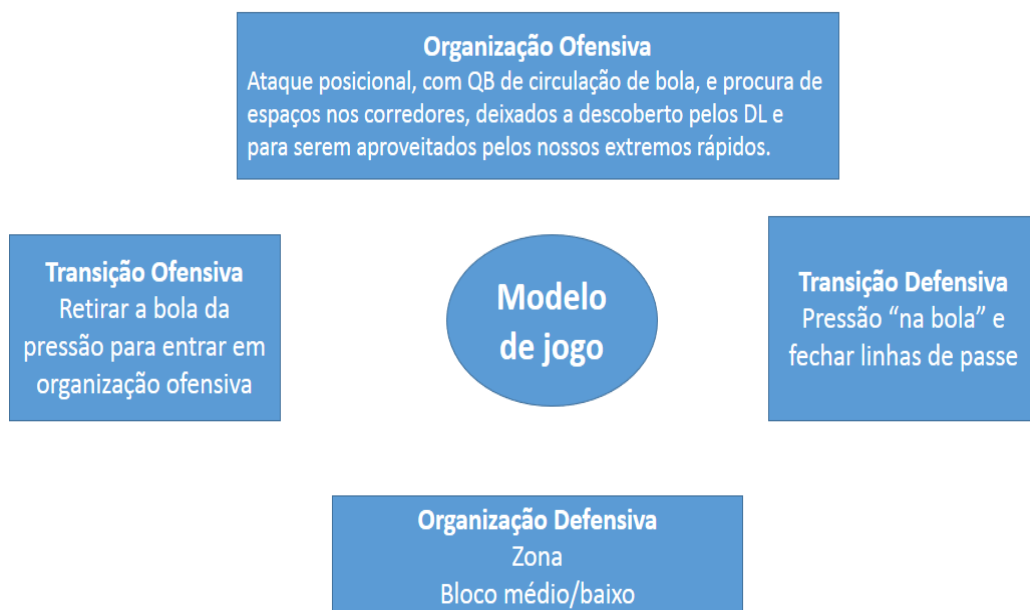 Organização Ofensiva
Ataque posicional, com QB de circulação de bola, e procura de
espaços nos corredores, deixados a descoberto pelos DL e
para serem aproveitados pelos nossos extremos rápidos.
Transição Ofensiva
Retirar a bola da
pressão para entrar em
organização ofensiva
Modelo
de jogo
Transição Defensiva
Pressão “na bola” e
fechar linhas de passe
Organização Defensiva
Zona
Bloco médio/baixo